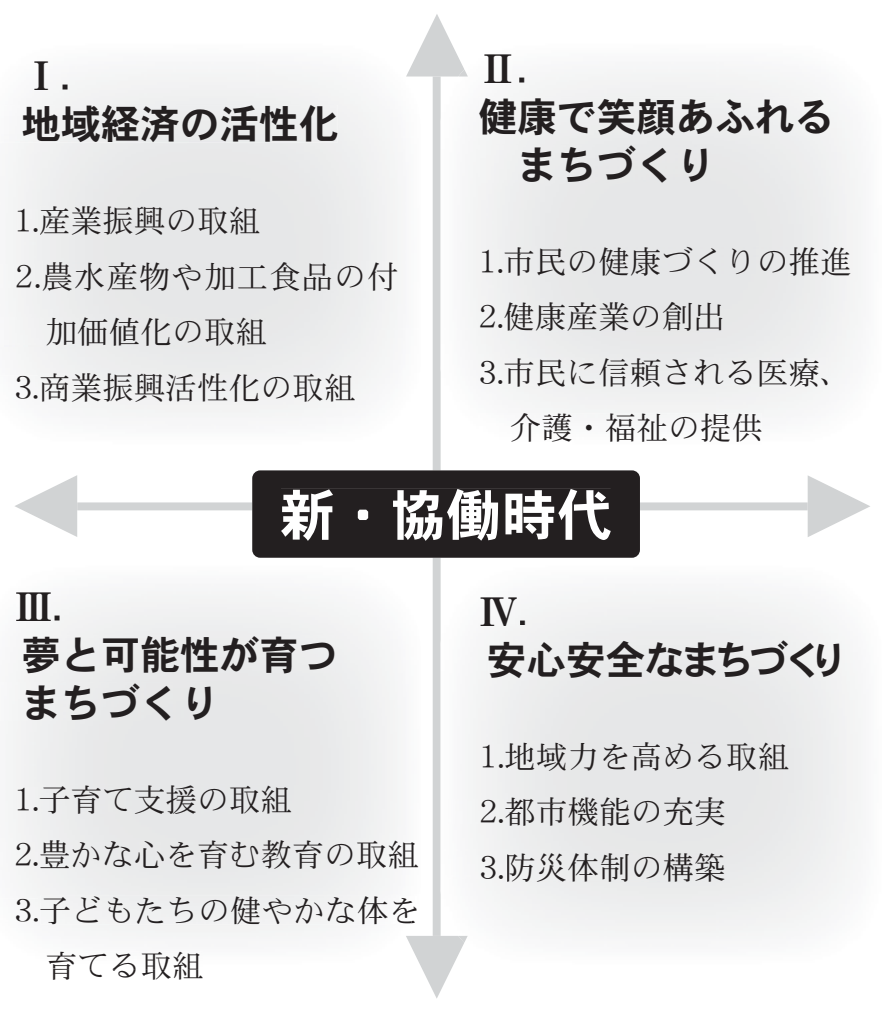 Ⅰ.
地域経済の活性化
1.産業振興の取組
2.農水産物や加工食品の付
加価値化の取組
3.商業振興活性化の取組
Ⅱ.
健康で笑顔あふれる
まちづくり
1.市民の健康づくりの推進
2.健康産業の創出
3.市民に信頼される医療、
介護・福祉の提供
新・協働時代
Ⅲ.
夢と可能性が育つ
まちづくり
1.子育て支援の取組
2.豊かな心を育む教育の取組
3.子どもたちの健やかな体を
育てる取組
Ⅳ.
安心安全なまちづくり
1.地域力を高める取組
2.都市機能の充実
3.防災体制の構築